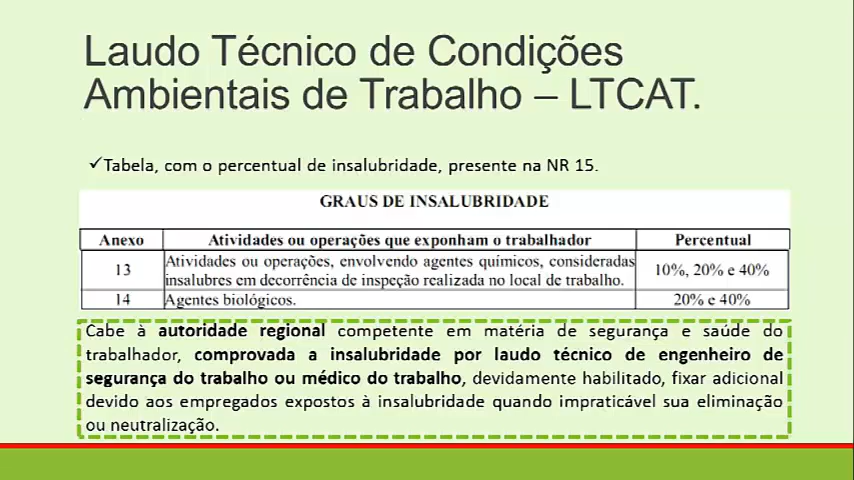 Laudo Técnico de Condições
Ambientais de Trabalho – LTCAT.
✓Tabela, com o percentual de insalubridade, presente na NR 15.
GRAUS DE INSALUBRIDADE
Anexo Atividades ou operações que exponham o trabalhador Percentual
13 Atividades ou operações, envolvendo agentes químicos, consideradas insalubres em decorrência de inspeção realizada no local de trabalho. 10%, 20% e 40%
14 Agentes biológicos. 20% e 40%
Cabe à autoridade regional competente em matéria de segurança e saúde do
trabalhador, comprovada a insalubridade por laudo técnico de engenheiro de
segurança do trabalho ou médico do trabalho, devidamente habilitado, fixar adicional
devido aos empregados expostos à insalubridade quando impraticável sua eliminação
ou neutralização.